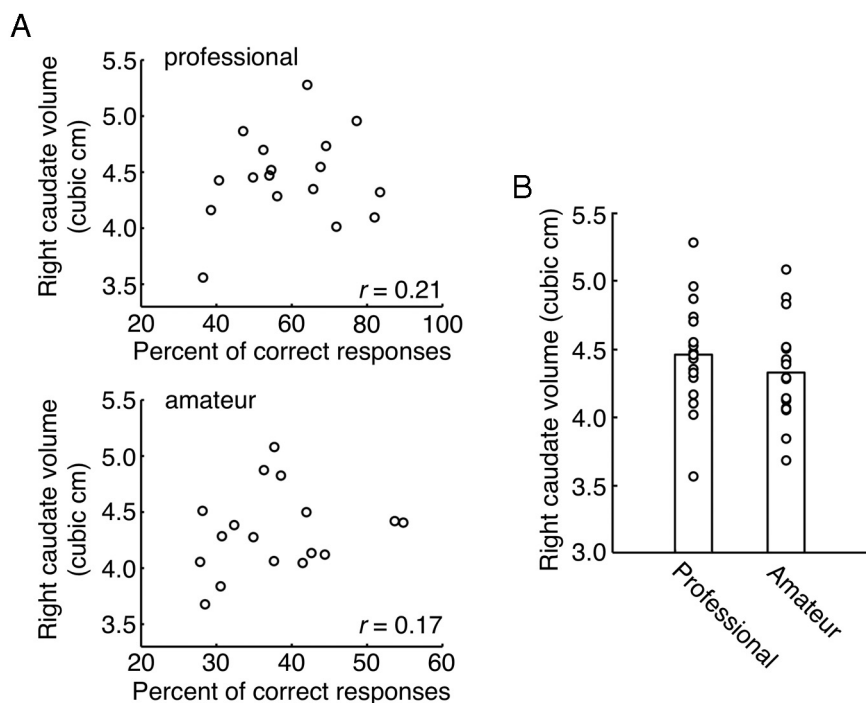 A
professional
5.5
5.0
4.5
4.0
3.5
Right caudate volume
(cubic cm)
r = 0.21
20 40 60 80 100
Percent of correct responses
amateur
5.5
5.0
4.5
4.0
3.5
Right caudate volume
(cubic cm)
r = 0.17
20 30 40 50 60
Percent of correct responses
B
5.5
5.0
4.5
4.0
3.5
3.0
Right caudate volume (cubic cm)
Professional
Amateur